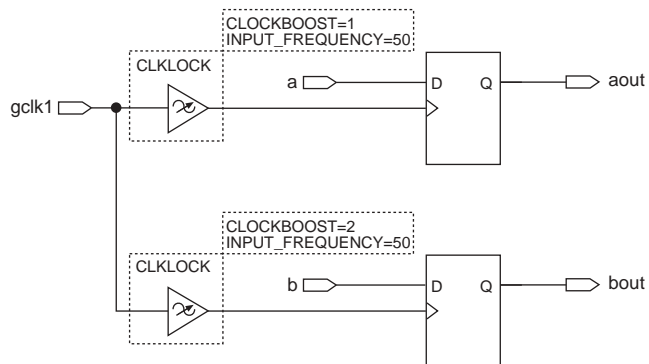 CLOCKBOOST=1
INPUT_FREQUENCY=50
CLKLOCK
a
D
Q
aout
gclk1
CLOCKBOOST=2
INPUT_FREQUENCY=50
CLKLOCK
b
D
Q
bout